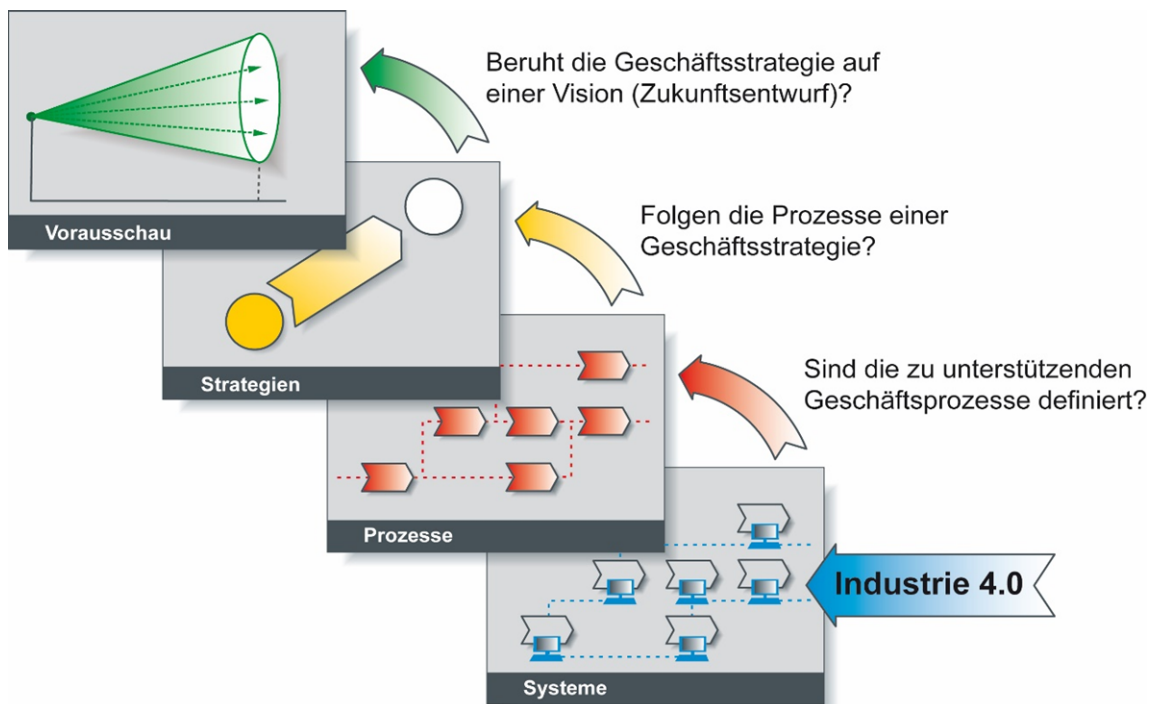 Beruht die Geschäftsstrategie auf
einer Vision (Zukunftsentwurf)?
Vorausschau
Folgen die Prozesse einer
Geschäftsstrategie?
Strategien
Sind die zu unterstützenden
Geschäftsprozesse definiert?
Prozesse
Industrie 4.0
Systeme